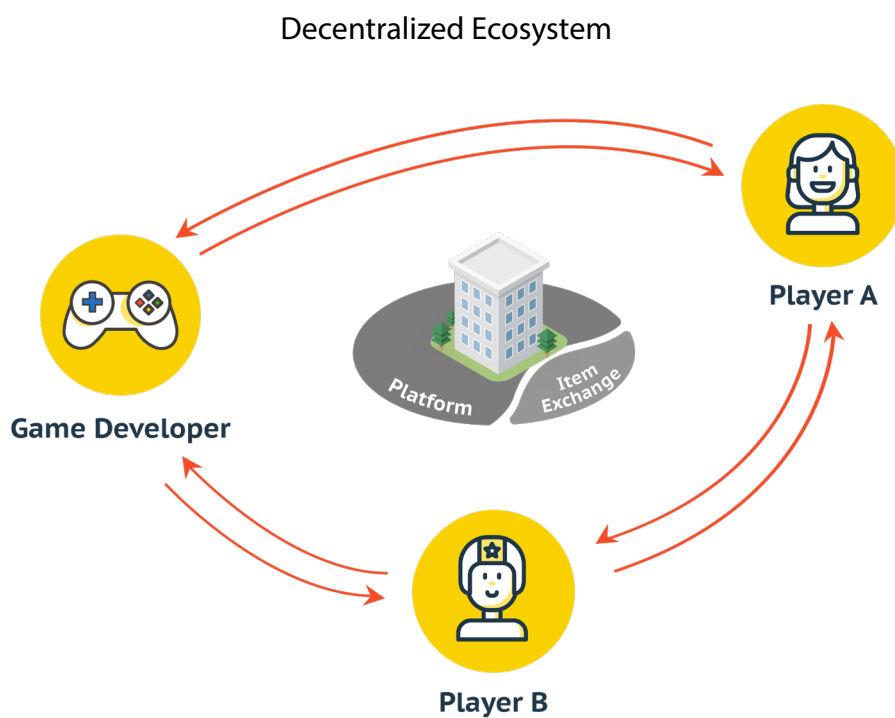 Decentralized Ecosystem
Player A
Platform
Item
Exchange
Game Developer
Player B